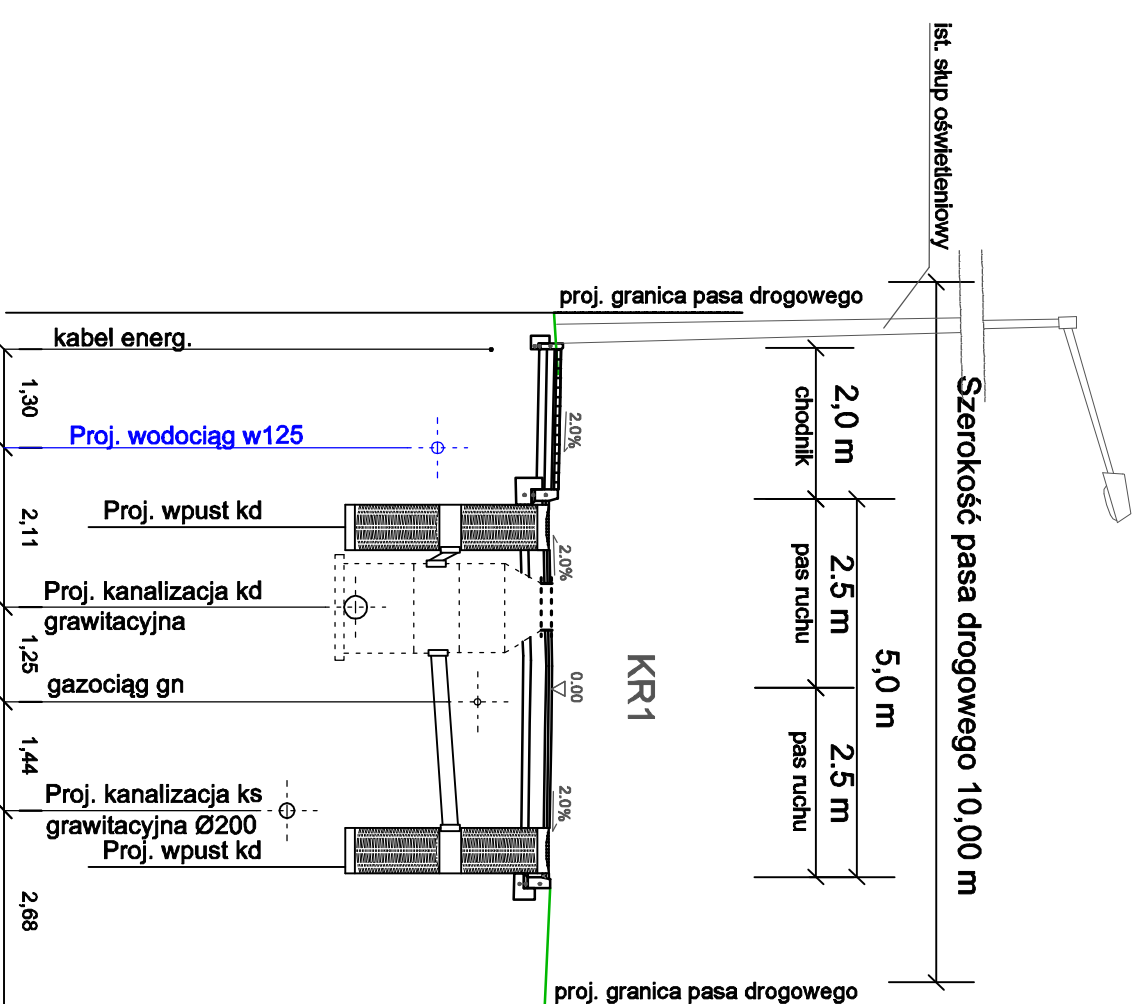 ist. słup oświetleniowy
Szerokość pasa drogowego 10,00 m
5,0 m
2,0 m
chodnik
2.5 m
pas ruchu
2.5 m
pas ruchu
KR1
proj. granica pasa drogowego
proj. granica pasa drogowego
2.0%
2.0%
0.00
2.0%
kabel energ.
Proj. wodociąg w125
Proj. wpust kd
Proj. kanalizacja kd
grawitacyjna
gazociąg gn
Proj. kanalizacja ks
grawitacyjna Ø200
Proj. wpust kd
1,30
2,11
1,25
1,44
2,68